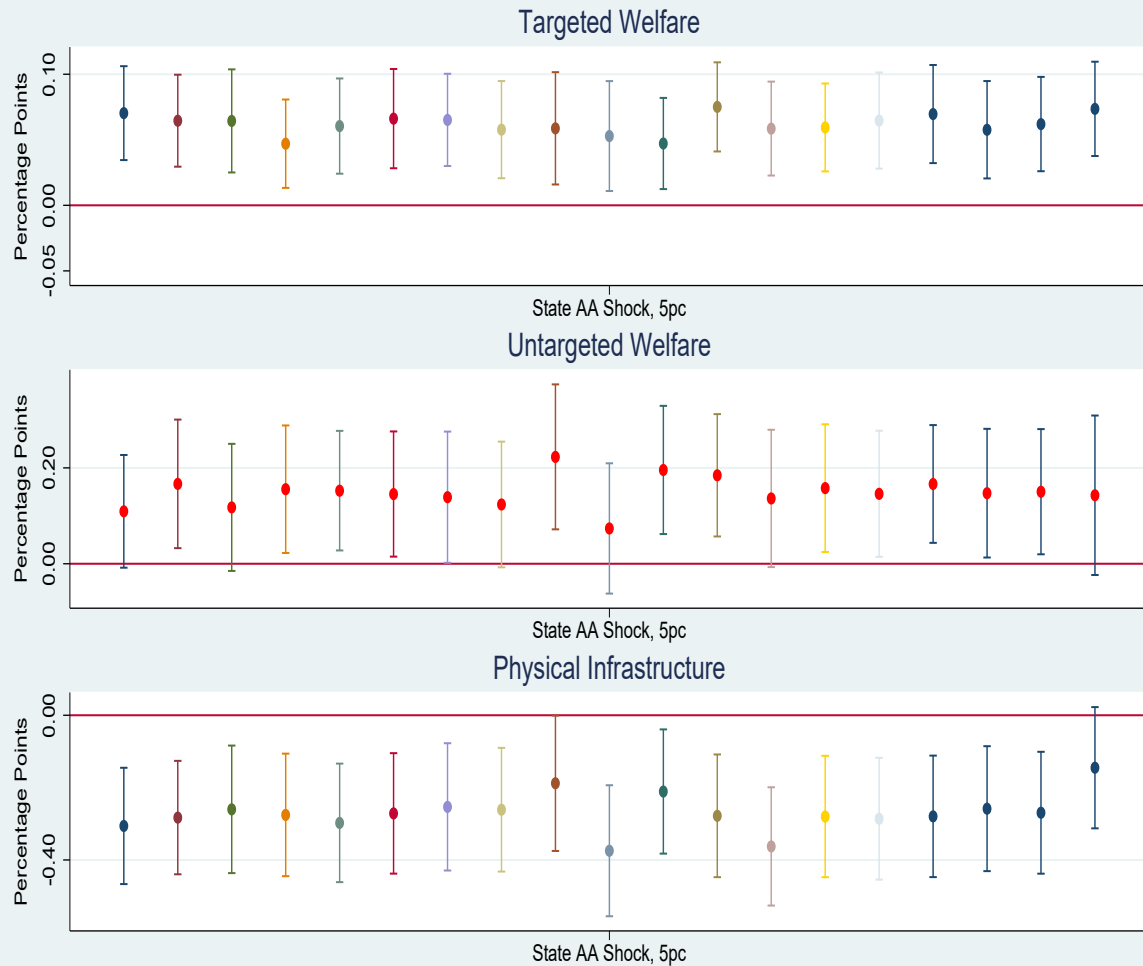 Targeted Welfare
Percentage Points
0.10
0.00
-0.05
State AA Shock, 5pc
Untargeted Welfare
Percentage Points
0.20
0.00
State AA Shock, 5pc
Physical Infrastructure
Percentage Points
0.00
-0.40
State AA Shock, 5pc